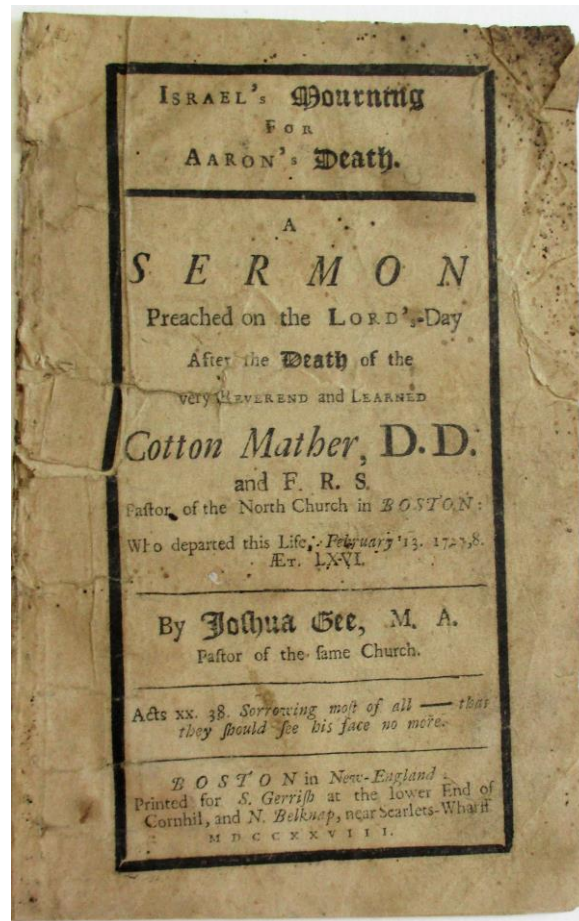 ISRAEL's Mourning
FOR
AARON's Death.
A
SERMON
Preached on the LORD's-Day
After the Death of the
very REVEREND and LEARNED
Cotton Mather, D.D.
and F. R. S.
Paſtor of the North Church in BOSTON:
Who departed this Life, February 13. 1727,8.
ÆT. LXVI.
By Joſhua Gee, M. A.
Paſtor of the ſame Church.
Acts xx. 38. Sorrowing moſt of all — that
they ſhould ſee his face no more.
BOSTON in New-England:
Printed for S. Gerriſh at the lower End of
Cornhil, and N. Belknap, near Scarlets-Wharff
MDCCXXVIII.